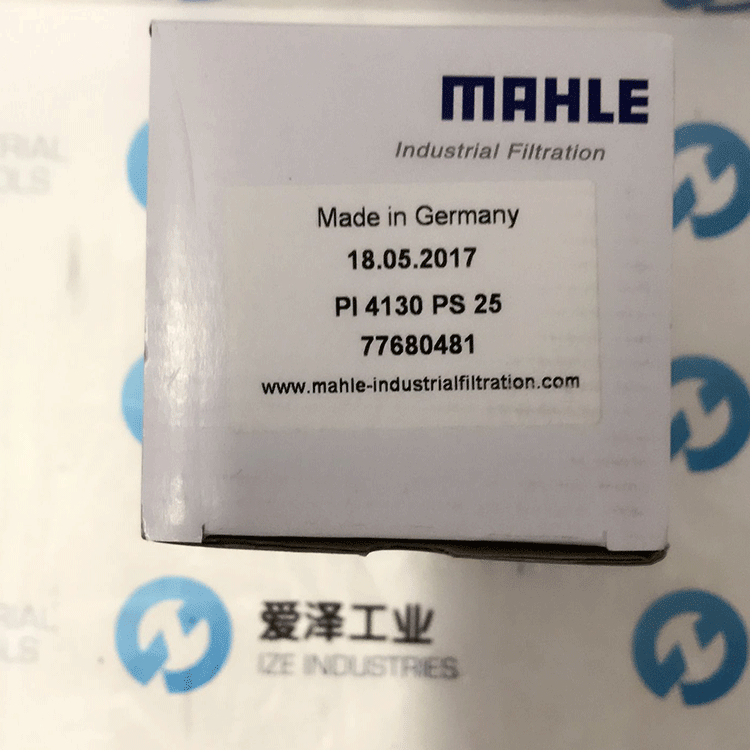 MAHLE
Industrial Filtration
Made in Germany
18.05.2017
PI 4130 PS 25
77680481
www.mahle-industrialfiltration.com
爱泽工业
IZE INDUSTRIES